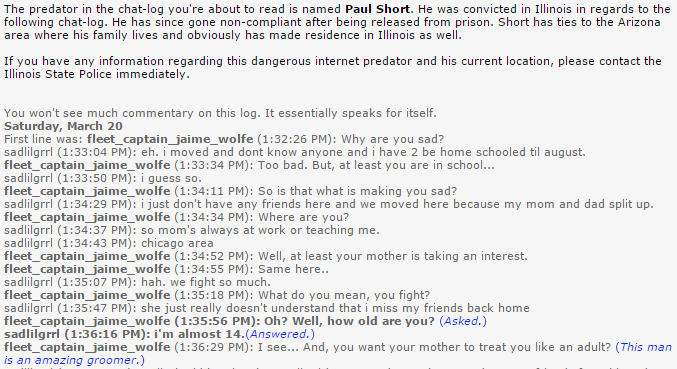 The predator in the chat-log you're about to read is named Paul Short. He was convicted in Illinois in regards to the
following chat-log. He has since gone non-compliant after being released from prison. Short has ties to the Arizona
area where his family lives and obviously has made residence in Illinois as well.
If you have any information regarding this dangerous internet predator and his current location, please contact the
Illinois State Police immediately.
You won't see much commentary on this log. It essentially speaks for itself.
Saturday, March 20
First line was: fleet_captain_jaime_wolfe (1:32:26 PM): Why are you sad?
sadlilgrrl (1:33:04 PM): eh. i moved and dont know anyone and i have 2 be home schooled til august.
fleet_captain_jaime_wolfe (1:33:34 PM): Too bad. But, at least you are in school...
sadlilgrrl (1:33:50 PM): i guess so.
fleet_captain_jaime_wolfe (1:34:11 PM): So is that what is making you sad?
sadlilgrrl (1:34:29 PM): i just don't have any friends here and we moved here because my mom and dad split up.
fleet_captain_jaime_wolfe (1:34:34 PM): Where are you?
sadlilgrrl (1:34:37 PM): so mom's always at work or teaching me.
sadlilgrrl (1:34:43 PM): chicago area
fleet_captain_jaime_wolfe (1:34:52 PM): Well, at least your mother is taking an interest.
fleet_captain_jaime_wolfe (1:34:55 PM): Same here..
sadlilgrrl (1:35:07 PM): hah. we fight so much.
fleet_captain_jaime_wolfe (1:35:18 PM): What do you mean, you fight?
sadlilgrrl (1:35:47 PM): she just really doesn't understand that i miss my friends back home
fleet_captain_jaime_wolfe (1:35:56 PM): Oh? Well, how old are you? (Asked.)
sadlilgrrl (1:36:16 PM): i'm almost 14.(Answered.)
fleet_captain_jaime_wolfe (1:36:29 PM): I see... And, you want your mother to treat you like an adult? (This man
is an amazing groomer.)